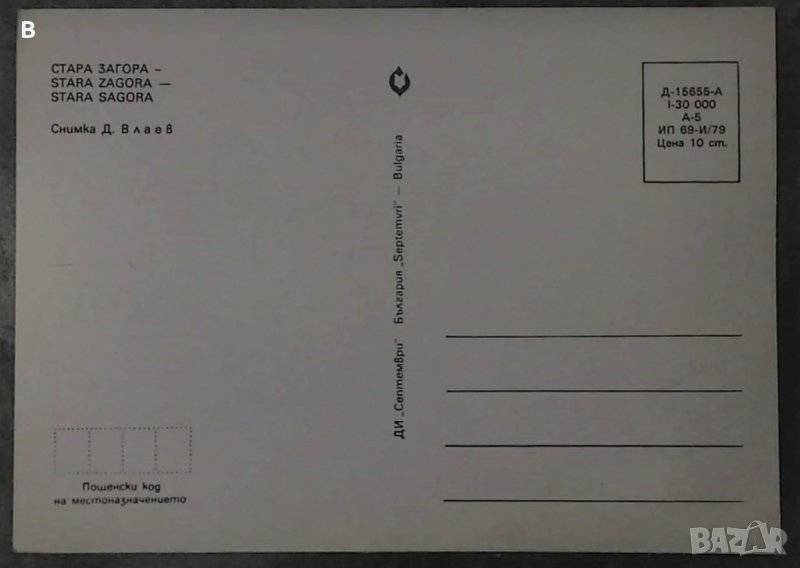 B
СТАРА ЗАГОРА –
STARA ZAGORA —
STARA SAGORA
Снимка Д. Влаев
Д-15655-А
I-30 000
А-5
ИП 69-И/79
Цена 10 ст.
ДИ „Септември" България „Septemvri" — Bulgaria
Пощенски код
на местоназначението
BAZAR